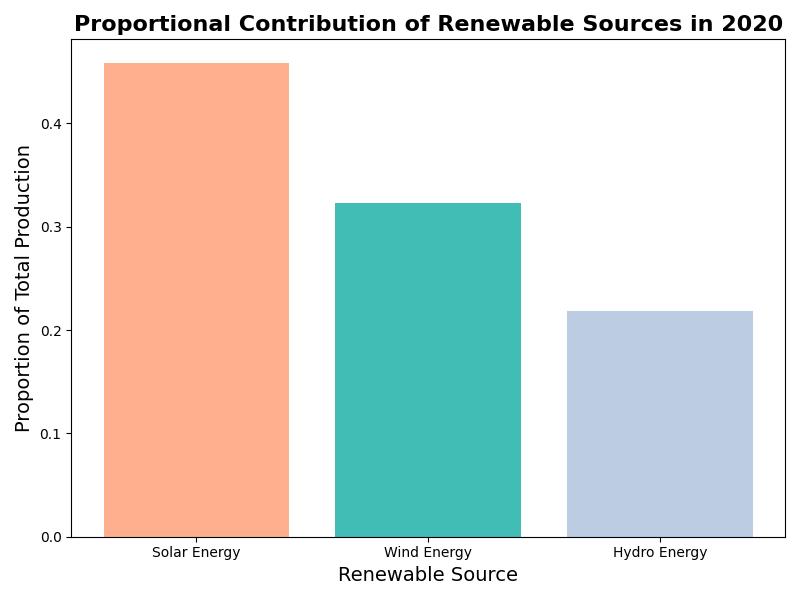 Proportional Contribution of Renewable Sources in 2020
Proportion of Total Production
0.4
0.3
0.2
0.1
0.0
Solar Energy
Wind Energy
Hydro Energy
Renewable Source